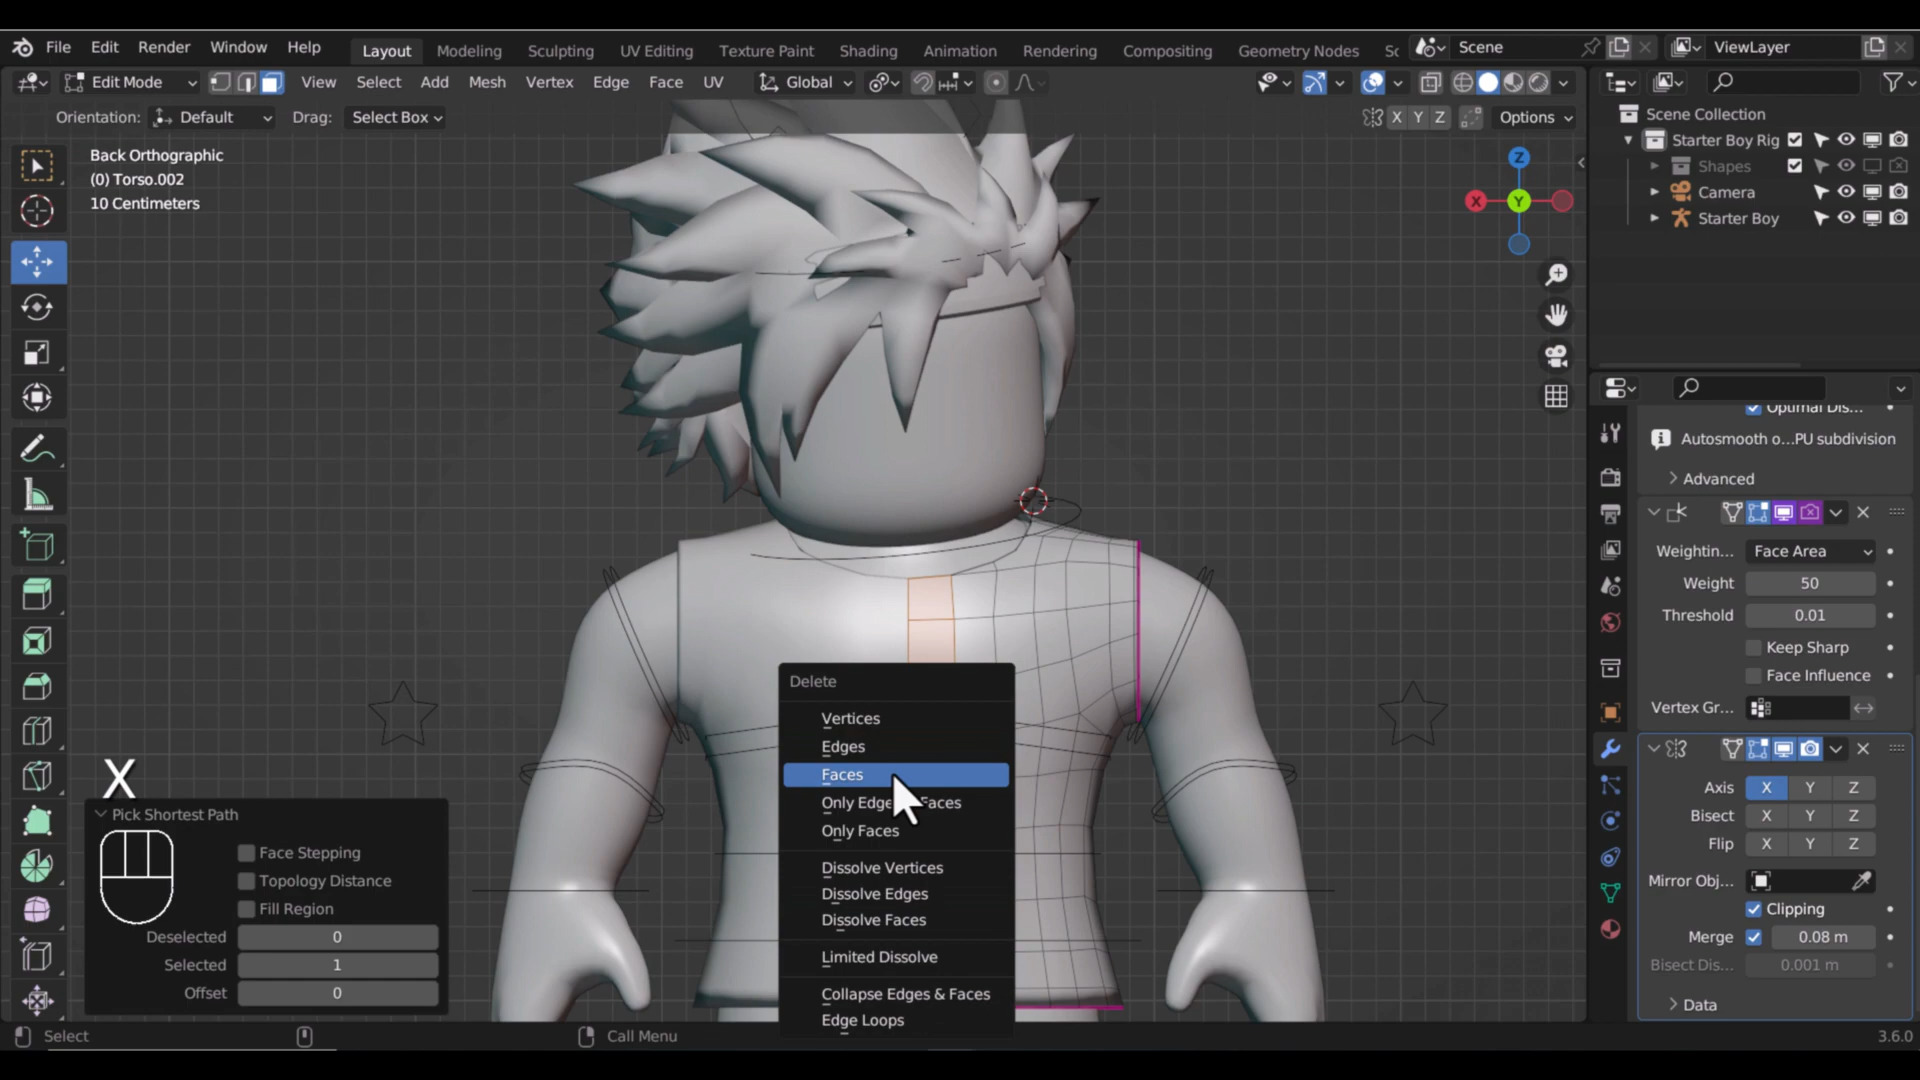 File Edit Render Window Help Layout Modeling Sculpting UV Editing Texture Paint Shading Animation Rendering Compositing Geometry Nodes Sc Scene ViewLayer
Edit Mode View Select Add Mesh Vertex Edge Face UV Global
Orientation: Default Drag: Select Box X Y Z Options
Back Orthographic
(0) Torso.002
10 Centimeters
Z
X
Y
Scene Collection
Starter Boy Rig
Shapes
Camera
Starter Boy
Optimal Dis...
Autosmooth o...PU subdivision
Advanced
Weightin... Face Area
Weight 50
Threshold 0.01
Keep Sharp
Face Influence
Vertex Gr...
Axis X Y Z
Bisect X Y Z
Flip X Y Z
Mirror Obj...
Clipping
Merge 0.08 m
Bisect Dis... 0.001 m
Data
Delete
Vertices
Edges
Faces
Only Edge Faces
Only Faces
Dissolve Vertices
Dissolve Edges
Dissolve Faces
Limited Dissolve
Collapse Edges & Faces
Edge Loops
X
Pick Shortest Path
Face Stepping
Topology Distance
Fill Region
Deselected 0
Selected 1
Offset 0
Select Call Menu 3.6.0